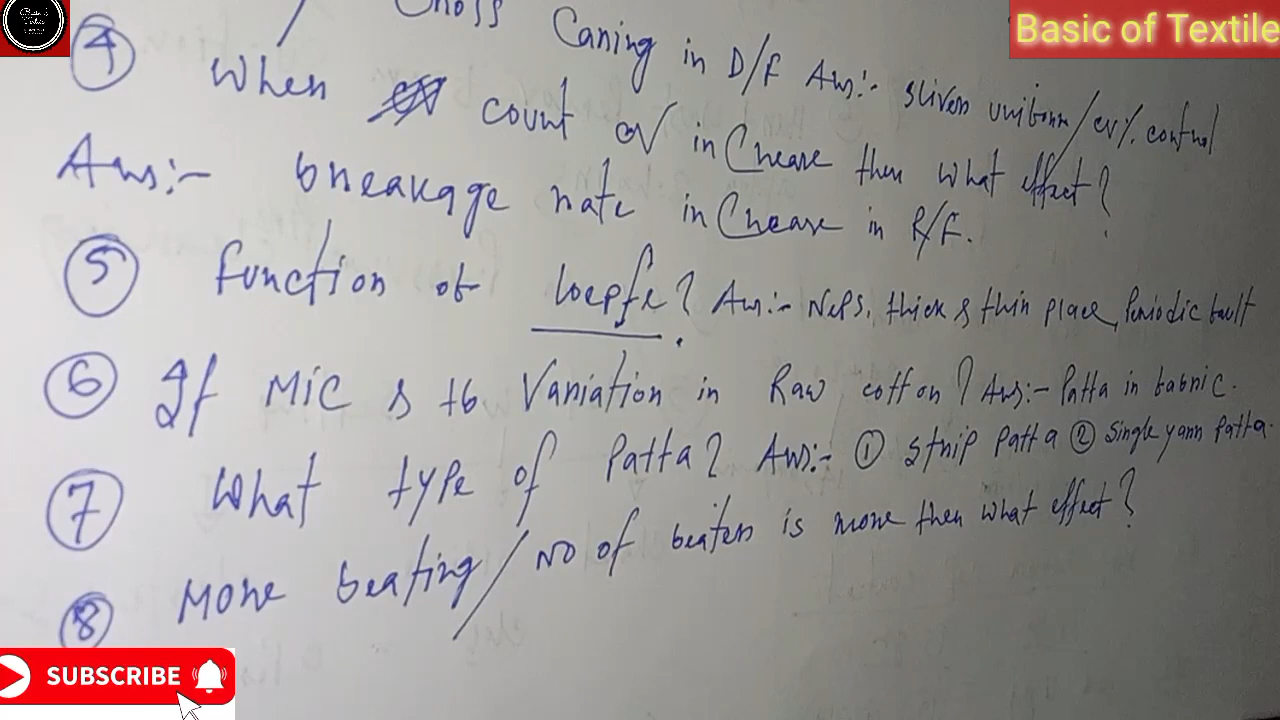 Basic of Textile
Cross Caning in D/F Ans:- slivers uniform/cv% control
④ When count cv inCrease then what effect?
Ans:- breakage rate inCrease in R/F.
⑤ function of loepfe? Ans:- Neps, thick & thin place, Periodic fault
⑥ If MiC & +b Variation in Raw cotton? Ans:- Patta in fabric.
⑦ What type of Patta? Ans:- ① strip Patta ② single yarn Patta.
⑧ More beating/NO of beaters is more then what effect?
SUBSCRIBE